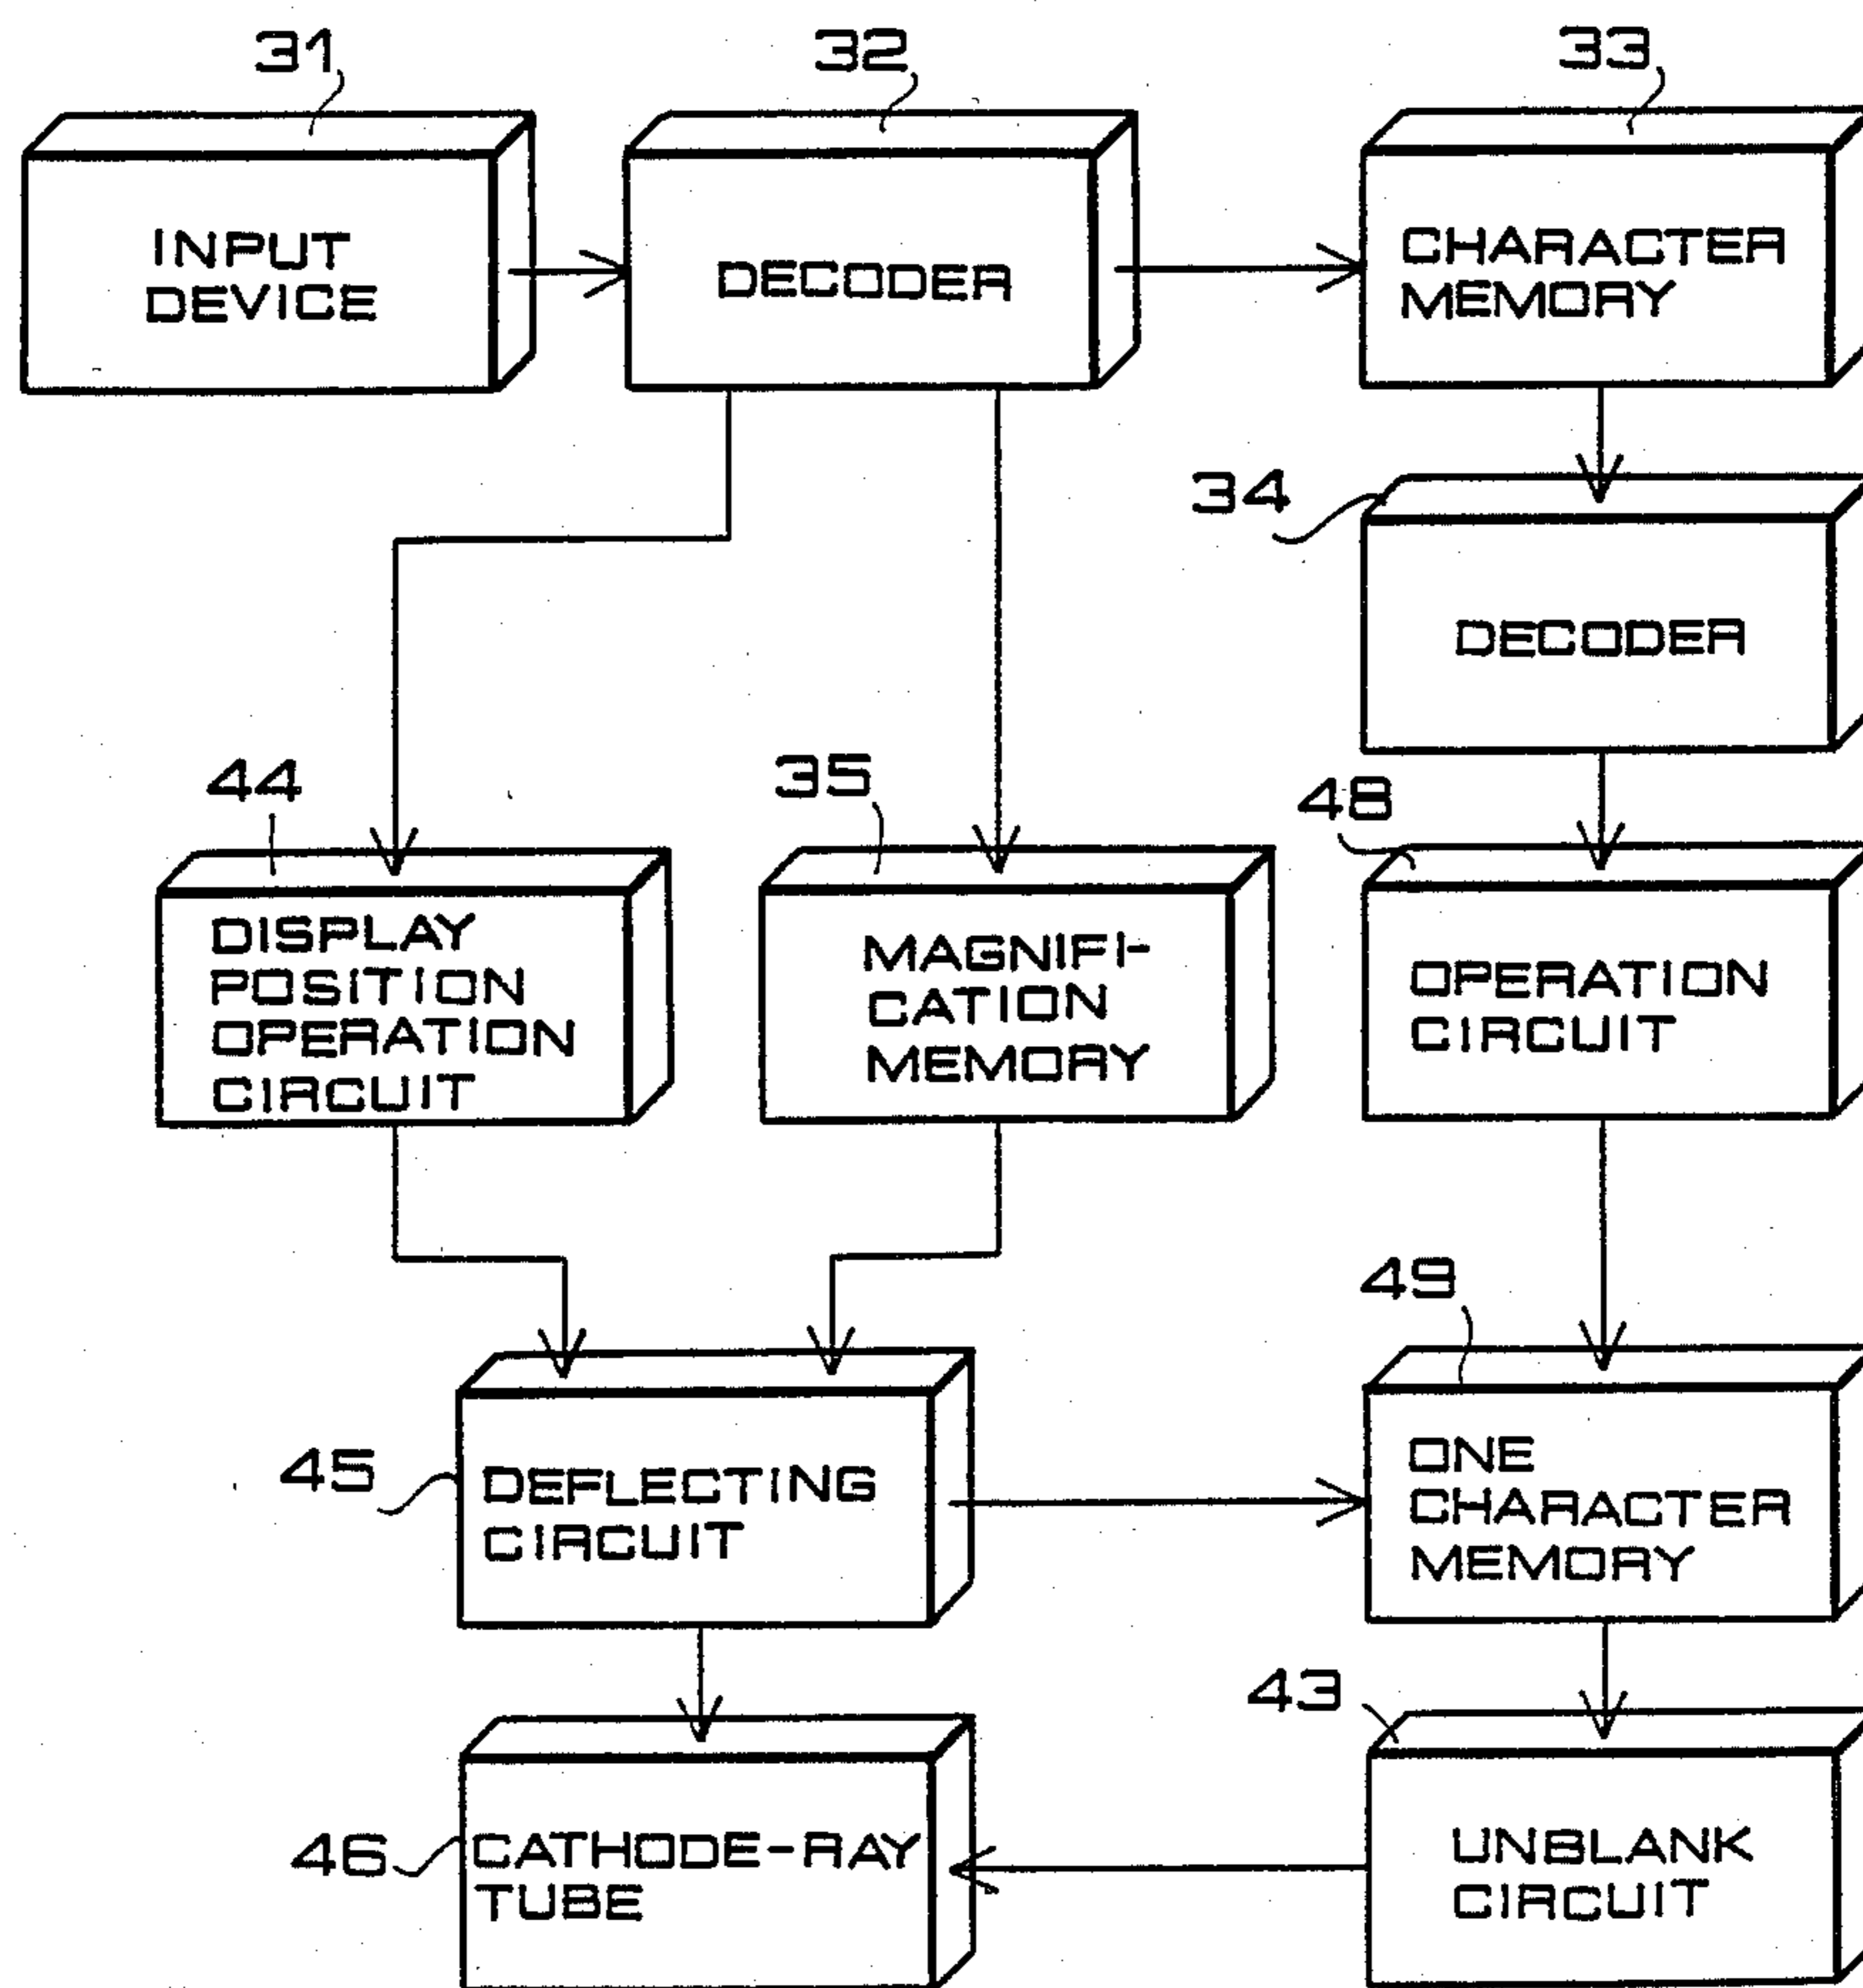 31
32
33
INPUT
DEVICE
DECODER
CHARACTER
MEMORY
34
DECODER
44
35
48
DISPLAY
POSITION
OPERATION
CIRCUIT
MAGNIFI-
CATION
MEMORY
OPERATION
CIRCUIT
49
45
DEFLECTING
CIRCUIT
ONE
CHARACTER
MEMORY
43
46
CATHODE-RAY
TUBE
UNBLANK
CIRCUIT